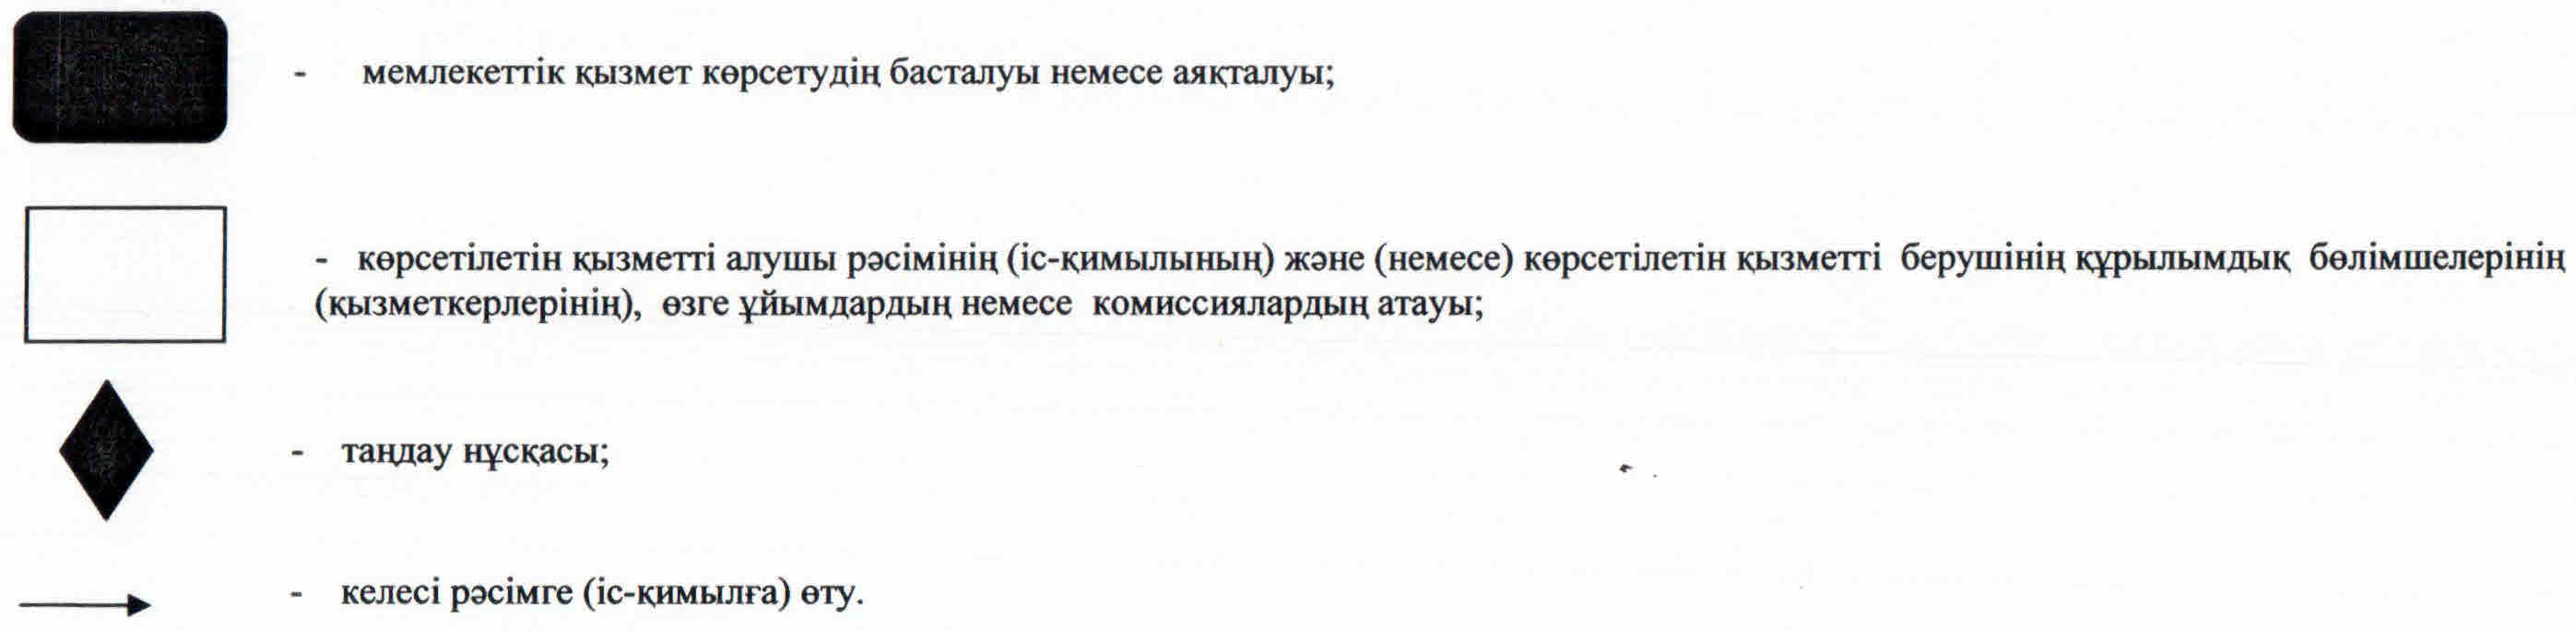 - мемлекеттік қызмет көрсетудің басталуы немесе аяқталуы;
- көрсетілетін қызметті алушы рәсімінің (іс-қимылының) және (немесе) көрсетілетін қызметті берушінің құрылымдық бөлімшелерінің
(қызметкерлерінің), өзге ұйымдардың немесе комиссиялардың атауы;
- таңдау нұсқасы;
- келесі рәсімге (іс-қимылға) өту.